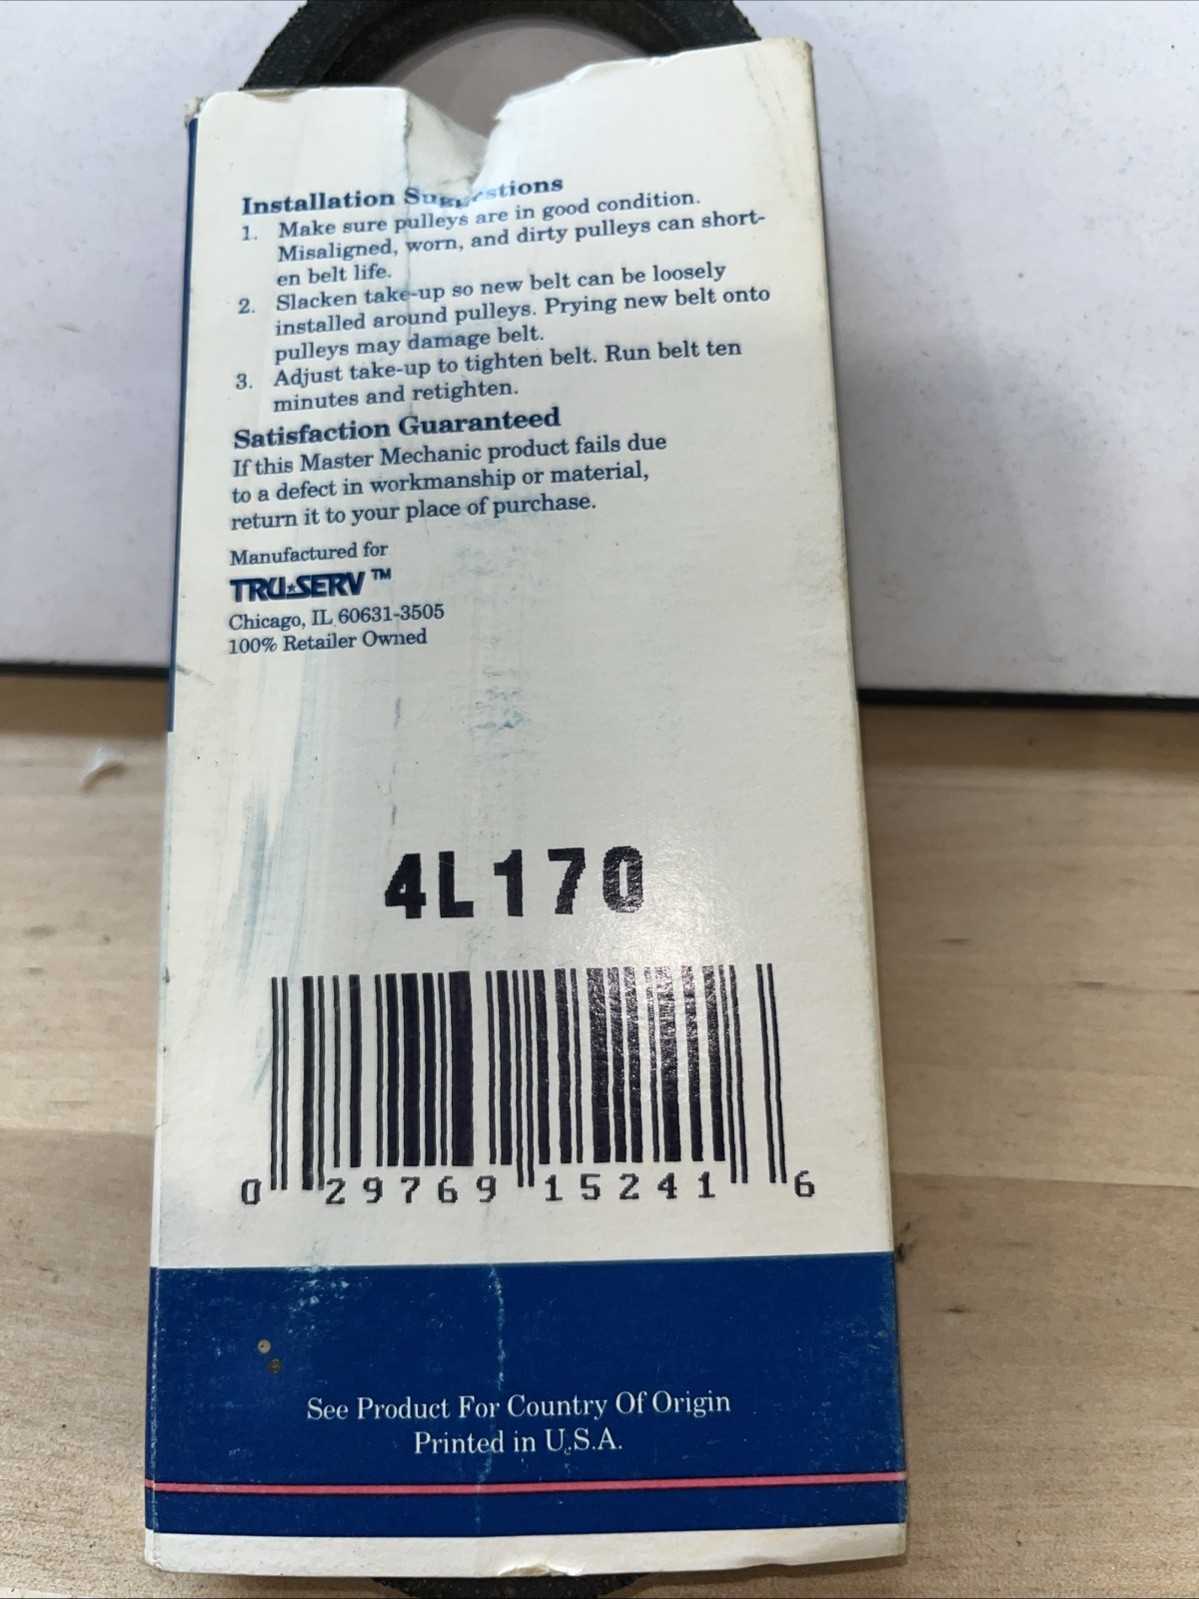 Installation Suggestions
1. Make sure pulleys are in good condition.
Misaligned, worn, and dirty pulleys can short-
en belt life.
2. Slacken take-up so new belt can be loosely
installed around pulleys. Prying new belt onto
pulleys may damage belt.
3. Adjust take-up to tighten belt. Run belt ten
minutes and retighten.
Satisfaction Guaranteed
If this Master Mechanic product fails due
to a defect in workmanship or material,
return it to your place of purchase.
Manufactured for
TRU★SERV™
Chicago, IL 60631-3505
100% Retailer Owned
4L170
0 29769 15241 6
See Product For Country Of Origin
Printed in U.S.A.